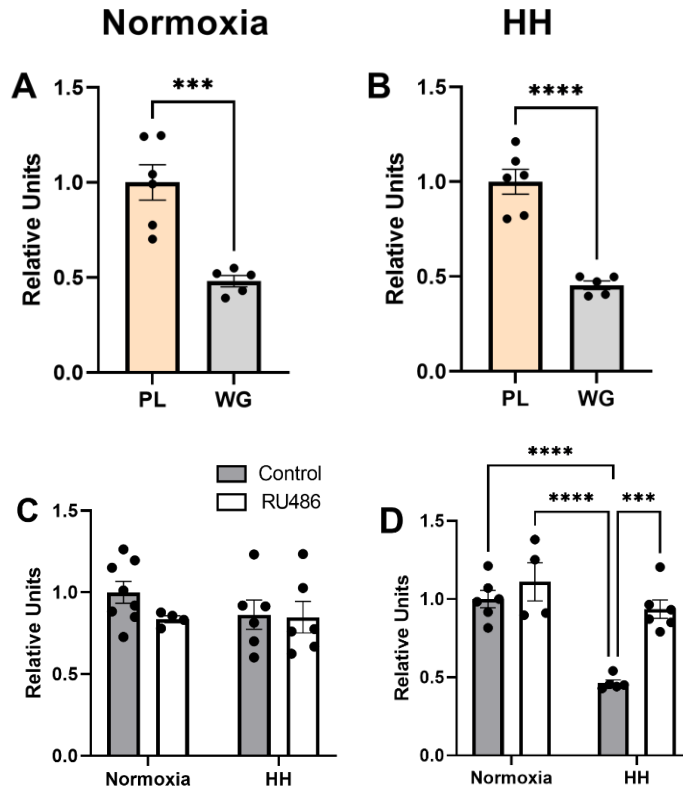 Normoxia
HH
A
Relative Units
1.5
1.0
0.5
0.0
***
PL
WG
B
Relative Units
1.5
1.0
0.5
0.0
****
PL
WG
Control
RU486
C
Relative Units
1.5
1.0
0.5
0.0
Normoxia
HH
D
Relative Units
1.5
1.0
0.5
0.0
****
****
***
Normoxia
HH